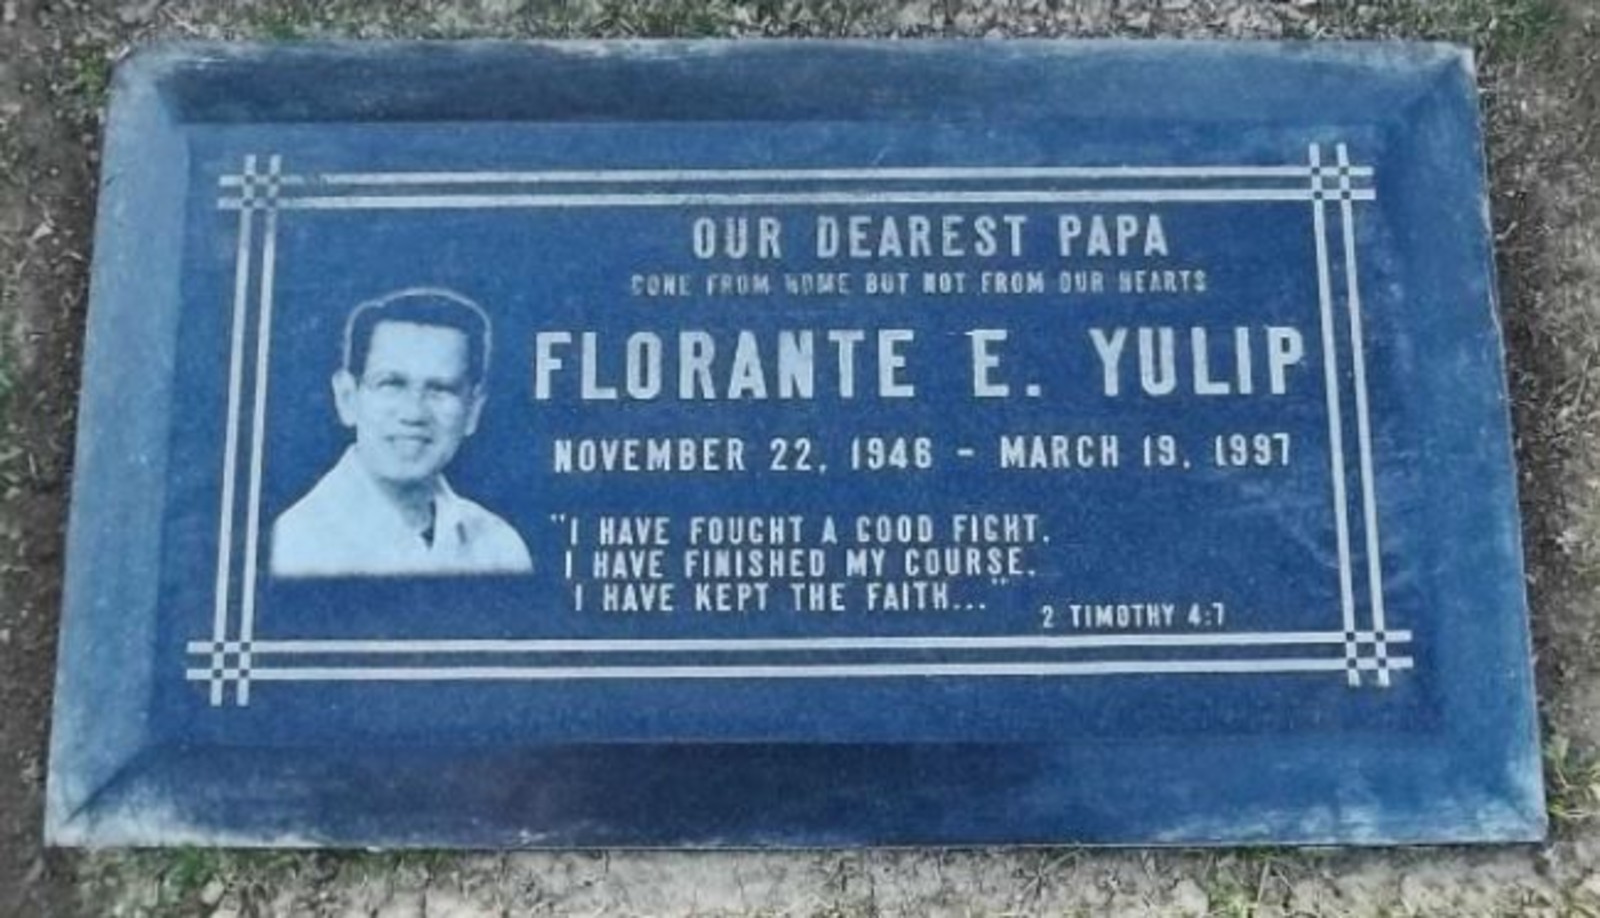 OUR DEAREST PAPA
GONE FROM HOME BUT NOT FROM OUR HEARTS
FLORANTE E. YULIP
NOVEMBER 22, 1946 - MARCH 19, 1997
"I HAVE FOUGHT A GOOD FIGHT.
I HAVE FINISHED MY COURSE.
I HAVE KEPT THE FAITH..."
2 TIMOTHY 4:7